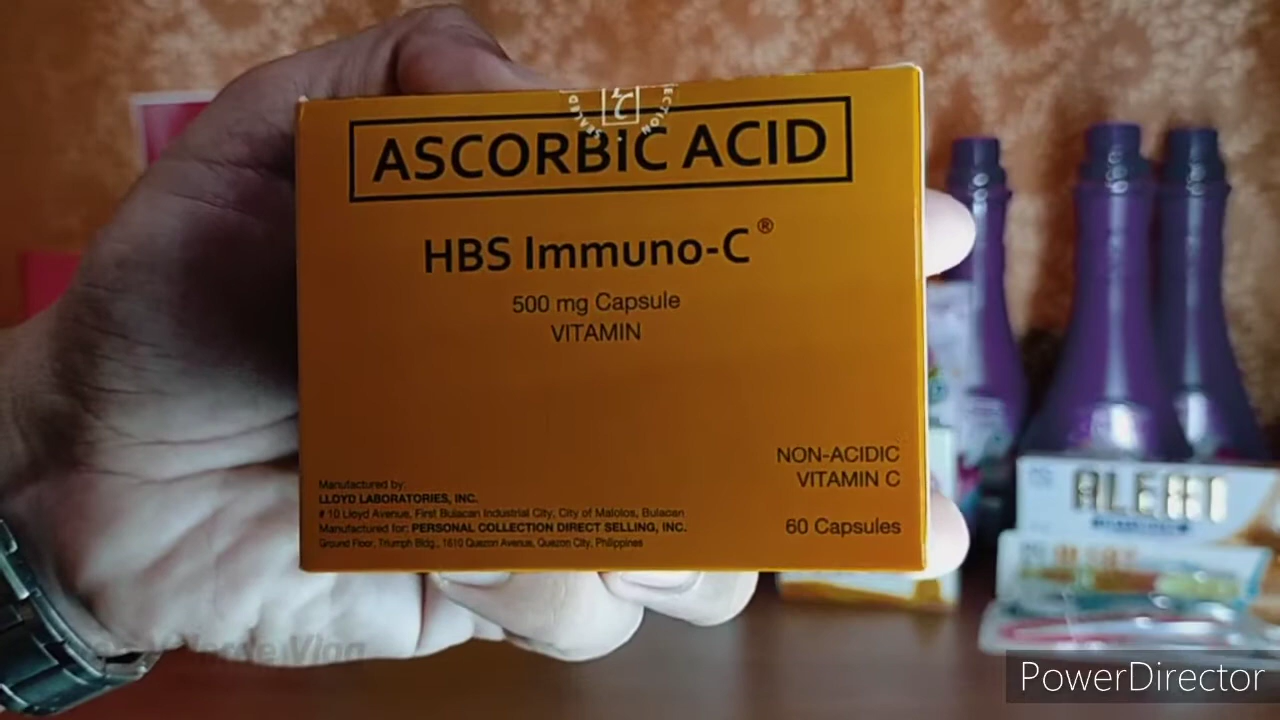 ASCORBIC ACID
HBS Immuno-C®
500 mg Capsule
VITAMIN
NON-ACIDIC
VITAMIN C
60 Capsules
Manufactured by:
LLOYD LABORATORIES, INC.
# 10 Lloyd Avenue, First Bulacan Industrial City, City of Malolos, Bulacan
Manufactured for: PERSONAL COLLECTION DIRECT SELLING, INC.
Ground Floor, Triumph Bldg., 1610 Quezon Avenue, Quezon City, Philippines
PowerDirector